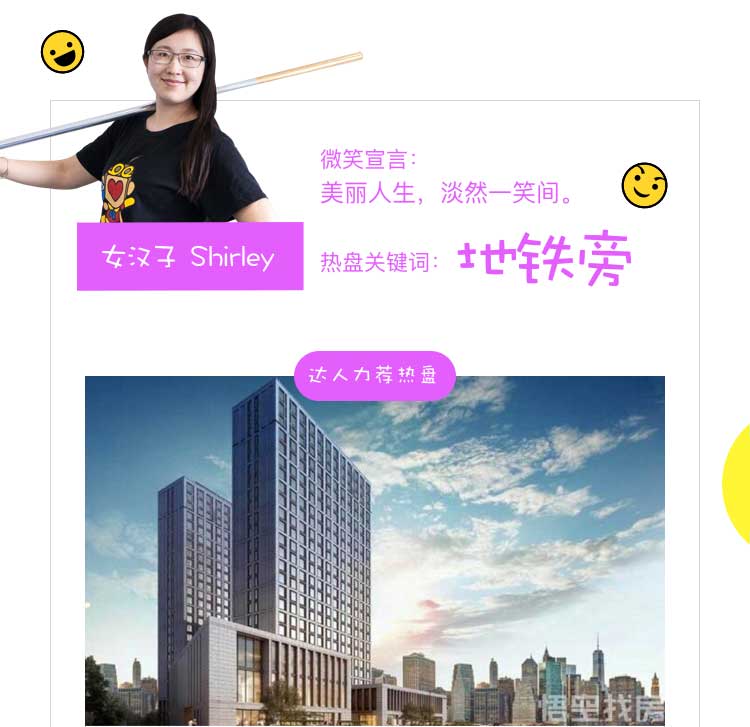 微笑宣言：
美丽人生，淡然一笑间。
女汉子 Shirley
热盘关键词：地铁旁
达人力荐热盘
悟空找房